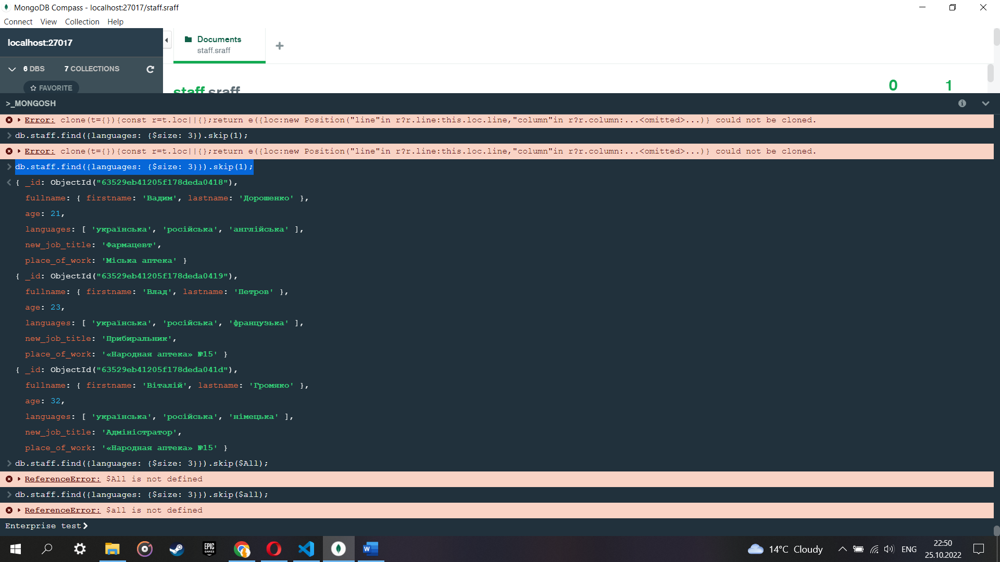 MongoDB Compass - localhost:27017/staff.sraff
Connect View Collection Help
localhost:27017
Documents
staff.sraff
6 DBS 7 COLLECTIONS
FAVORITE
staff.sraff
0 1
>_MONGOSH
Error: clone(t={}){const r=t.loc||{};return e({loc:new Position("line"in r?r.line:this.loc.line,"column"in r?r.column:...<omitted>...)} could not be cloned.
db.staff.find({languages: {$size: 3}).skip(1);
Error: clone(t={}){const r=t.loc||{};return e({loc:new Position("line"in r?r.line:this.loc.line,"column"in r?r.column:...<omitted>...)} could not be cloned.
db.staff.find({languages: {$size: 3}}).skip(1);
{ _id: ObjectId("63529eb41205f178deda0418"),
fullname: { firstname: 'Вадим', lastname: 'Дорошенко' },
age: 21,
languages: [ 'українська', 'російська', 'англійська' ],
new_job_title: 'Фармацевт',
place_of_work: 'Міська аптека' }
{ _id: ObjectId("63529eb41205f178deda0419"),
fullname: { firstname: 'Влад', lastname: 'Петров' },
age: 23,
languages: [ 'українська', 'російська', 'французька' ],
new_job_title: 'Прибиральник',
place_of_work: '«Народная аптека» №15' }
{ _id: ObjectId("63529eb41205f178deda041d"),
fullname: { firstname: 'Віталій', lastname: 'Громяко' },
age: 32,
languages: [ 'українська', 'російська', 'німецька' ],
new_job_title: 'Адміністратор',
place_of_work: '«Народная аптека» №15' }
db.staff.find({languages: {$size: 3}}).skip($All);
ReferenceError: $All is not defined
db.staff.find({languages: {$size: 3}}).skip($all);
ReferenceError: $all is not defined
Enterprise test>
EPIC GAMES
14°C Cloudy
ENG
22:50
25.10.2022